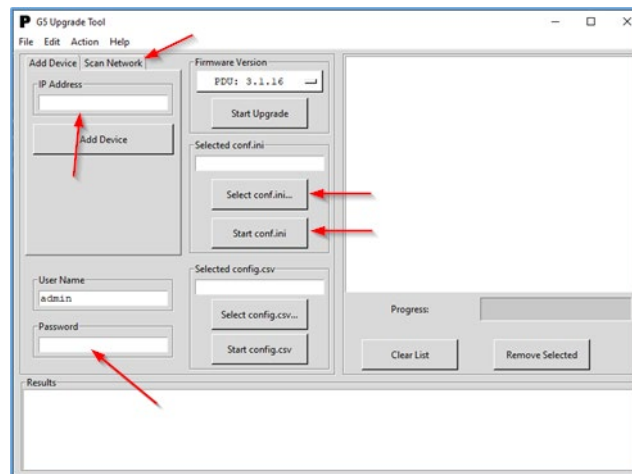 P G5 Upgrade Tool
File Edit Action Help
Add Device Scan Network
IP Address
Add Device
User Name
admin
Password
Firmware Version
PDU: 3.1.16
Start Upgrade
Selected conf.ini
Select conf.ini...
Start conf.ini
Selected config.csv
Select config.csv...
Start config.csv
Progress:
Clear List Remove Selected
Results